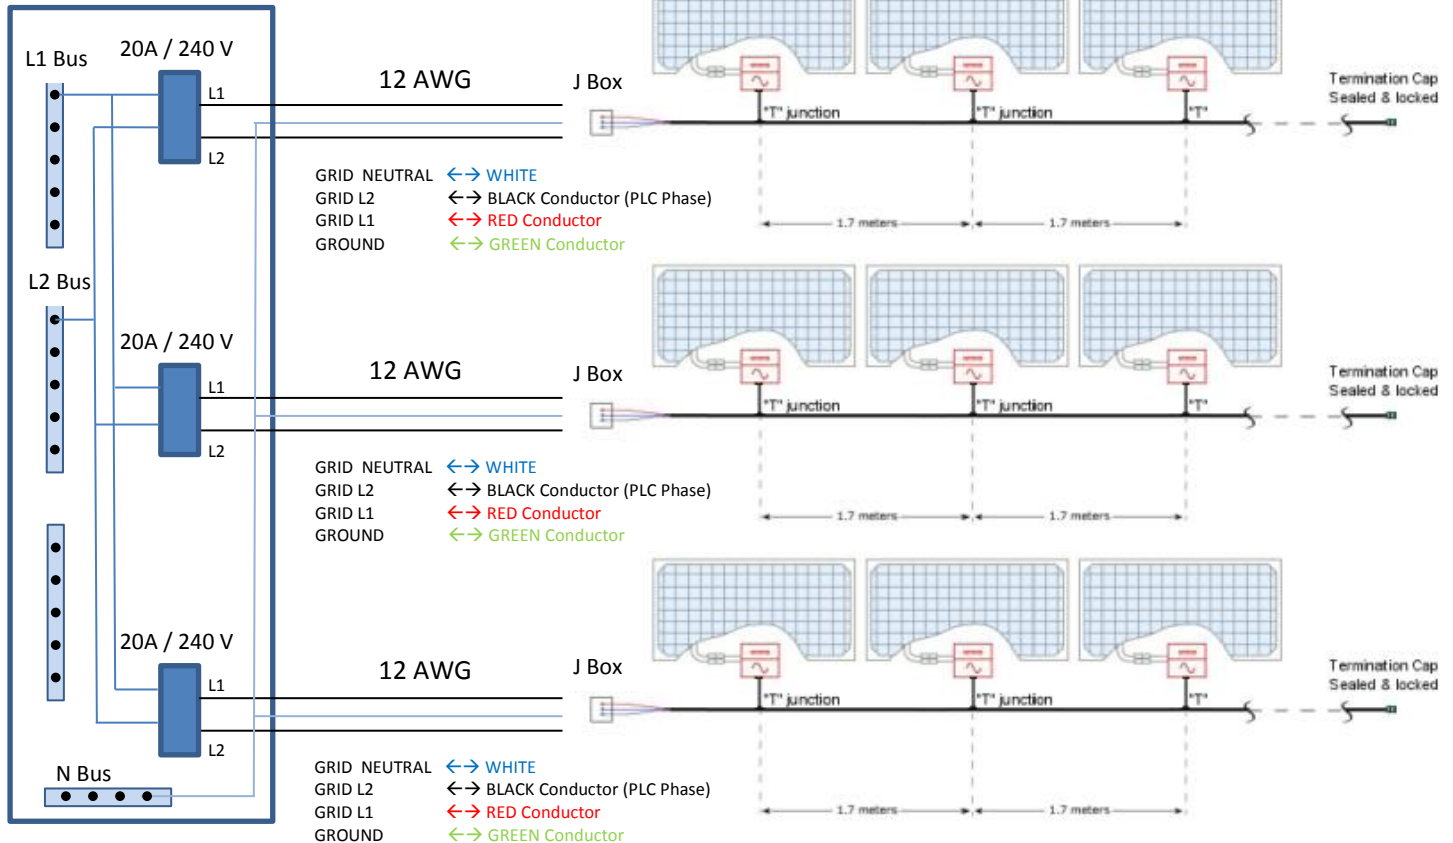 L1 Bus
20A / 240 V
L1
L2
12 AWG
J Box
"T" junction
"T" junction
"T"
Termination Cap
Sealed & locked
GRID NEUTRAL ←→ WHITE
GRID L2 ←→ BLACK Conductor (PLC Phase)
GRID L1 ←→ RED Conductor
GROUND ←→ GREEN Conductor
1.7 meters
1.7 meters
L2 Bus
20A / 240 V
L1
L2
12 AWG
J Box
"T" junction
"T" junction
"T"
Termination Cap
Sealed & locked
GRID NEUTRAL ←→ WHITE
GRID L2 ←→ BLACK Conductor (PLC Phase)
GRID L1 ←→ RED Conductor
GROUND ←→ GREEN Conductor
1.7 meters
1.7 meters
20A / 240 V
L1
L2
12 AWG
J Box
"T" junction
"T" junction
"T"
Termination Cap
Sealed & locked
N Bus
GRID NEUTRAL ←→ WHITE
GRID L2 ←→ BLACK Conductor (PLC Phase)
GRID L1 ←→ RED Conductor
GROUND ←→ GREEN Conductor
1.7 meters
1.7 meters